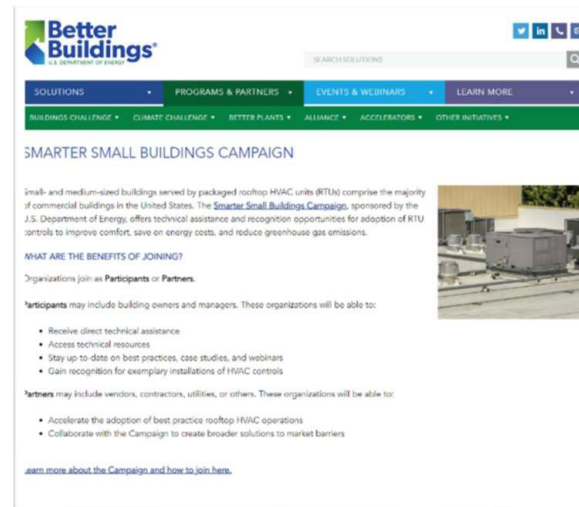 Better
Buildings®
U.S. DEPARTMENT OF ENERGY
SEARCH SOLUTIONS
SOLUTIONS PROGRAMS & PARTNERS EVENTS & WEBINARS LEARN MORE
BUILDINGS CHALLENGE CLIMATE CHALLENGE BETTER PLANTS ALLIANCE ACCELERATORS OTHER INITIATIVES
SMARTER SMALL BUILDINGS CAMPAIGN
Small- and medium-sized buildings served by packaged rooftop HVAC units (RTUs) comprise the majority
of commercial buildings in the United States. The Smarter Small Buildings Campaign, sponsored by the
U.S. Department of Energy, offers technical assistance and recognition opportunities for adoption of RTU
controls to improve comfort, save on energy costs, and reduce greenhouse gas emissions.
WHAT ARE THE BENEFITS OF JOINING?
Organizations join as Participants or Partners.
Participants may include building owners and managers. These organizations will be able to:
• Receive direct technical assistance
• Access technical resources
• Stay up-to-date on best practices, case studies, and webinars
• Gain recognition for exemplary installations of HVAC controls
Partners may include vendors, contractors, utilities, or others. These organizations will be able to:
• Accelerate the adoption of best practice rooftop HVAC operations
• Collaborate with the Campaign to create broader solutions to market barriers
Learn more about the Campaign and how to join here.